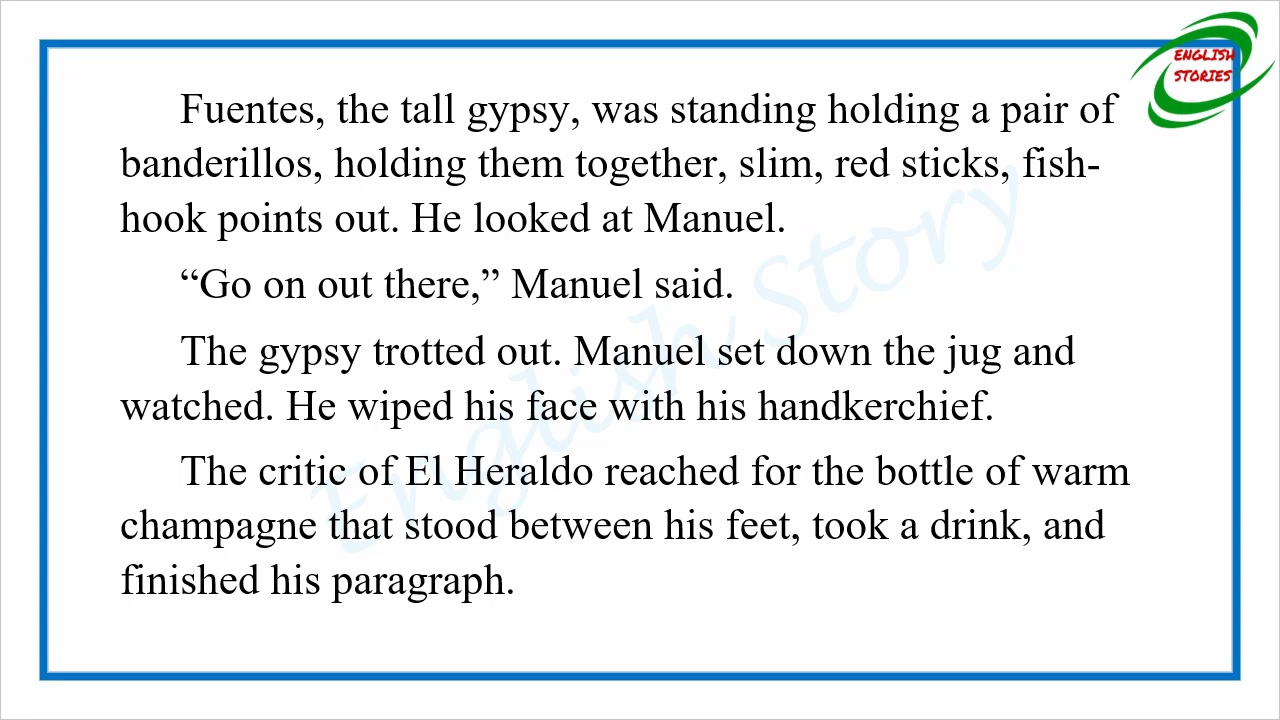 ENGLISH
STORIES
Fuentes, the tall gypsy, was standing holding a pair of
banderillos, holding them together, slim, red sticks, fish-
hook points out. He looked at Manuel.
“Go on out there,” Manuel said.
The gypsy trotted out. Manuel set down the jug and
watched. He wiped his face with his handkerchief.
The critic of El Heraldo reached for the bottle of warm
champagne that stood between his feet, took a drink, and
finished his paragraph.
English Story